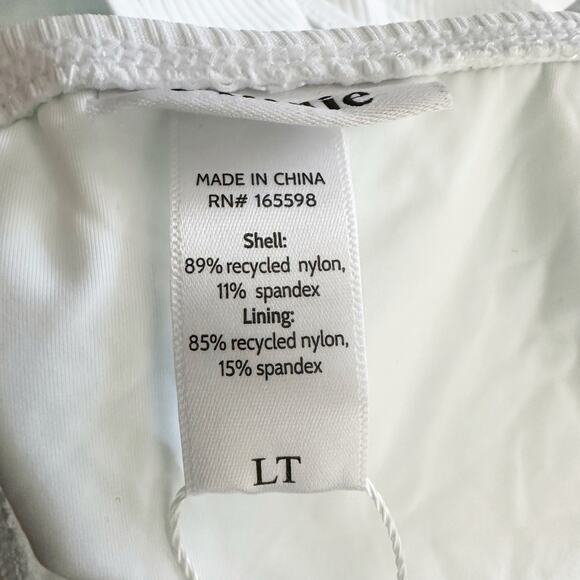 MADE IN CHINA
RN# 165598
Shell:
89% recycled nylon,
11% spandex
Lining:
85% recycled nylon,
15% spandex
LT